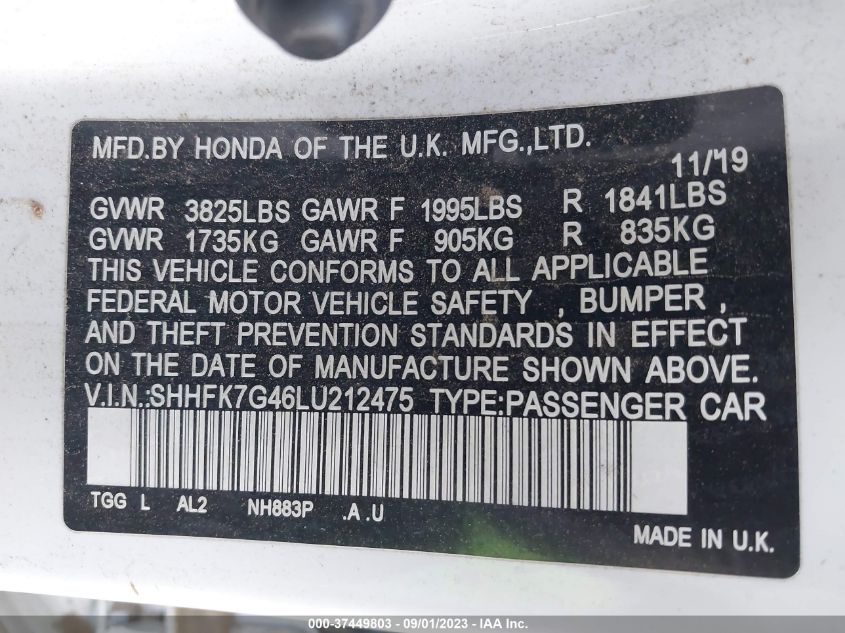 MFD.BY HONDA OF THE U.K. MFG.,LTD.
11/19
GVWR 3825LBS GAWR F 1995LBS R 1841LBS
GVWR 1735KG GAWR F 905KG R 835KG
THIS VEHICLE CONFORMS TO ALL APPLICABLE
FEDERAL MOTOR VEHICLE SAFETY , BUMPER ,
AND THEFT PREVENTION STANDARDS IN EFFECT
ON THE DATE OF MANUFACTURE SHOWN ABOVE.
V.I.N.:SHHFK7G46LU212475 TYPE:PASSENGER CAR
TGG L AL2 NH883P .A .U
MADE IN U.K.
000-37449803 - 09/01/2023 - IAA Inc.